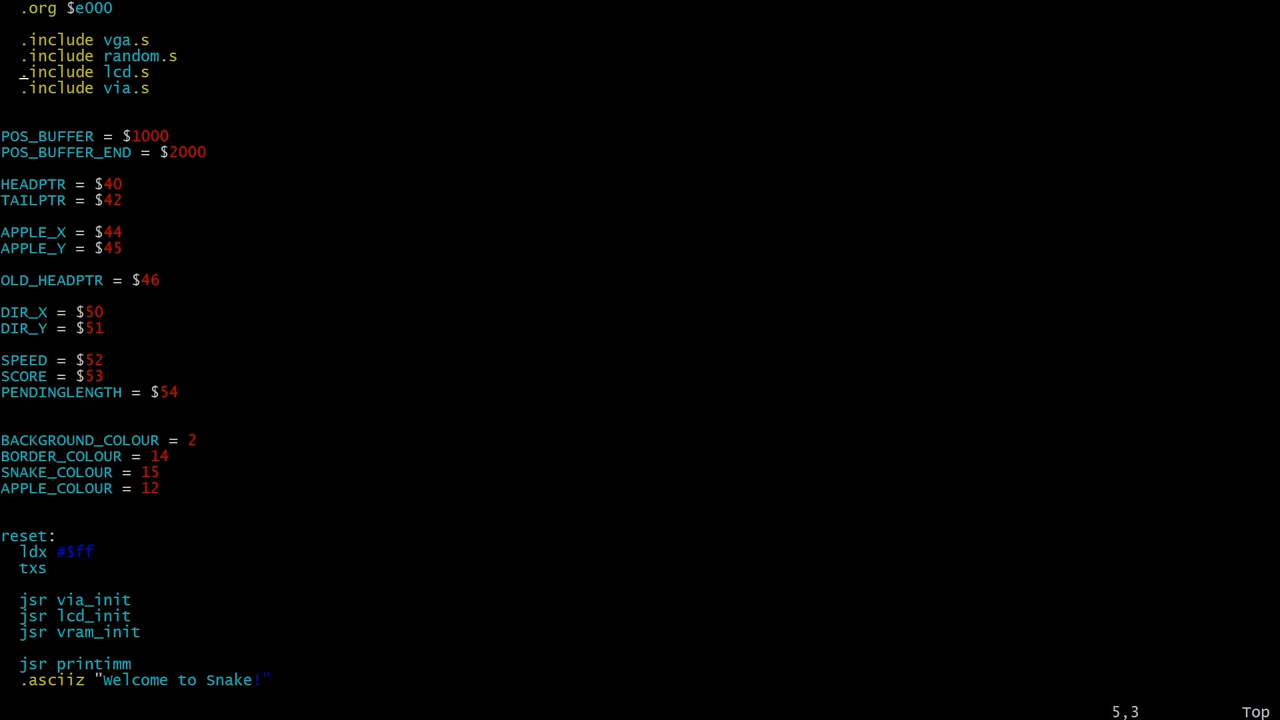 .org $e000
.include vga.s
.include random.s
.include lcd.s
.include via.s
POS_BUFFER = $1000
POS_BUFFER_END = $2000
HEADPTR = $40
TAILPTR = $42
APPLE_X = $44
APPLE_Y = $45
OLD_HEADPTR = $46
DIR_X = $50
DIR_Y = $51
SPEED = $52
SCORE = $53
PENDINGLENGTH = $54
BACKGROUND_COLOUR = 2
BORDER_COLOUR = 14
SNAKE_COLOUR = 15
APPLE_COLOUR = 12
reset:
ldx #$ff
txs
jsr via_init
jsr lcd_init
jsr vram_init
jsr printimm
.asciiz "Welcome to Snake!"
5,3 Top